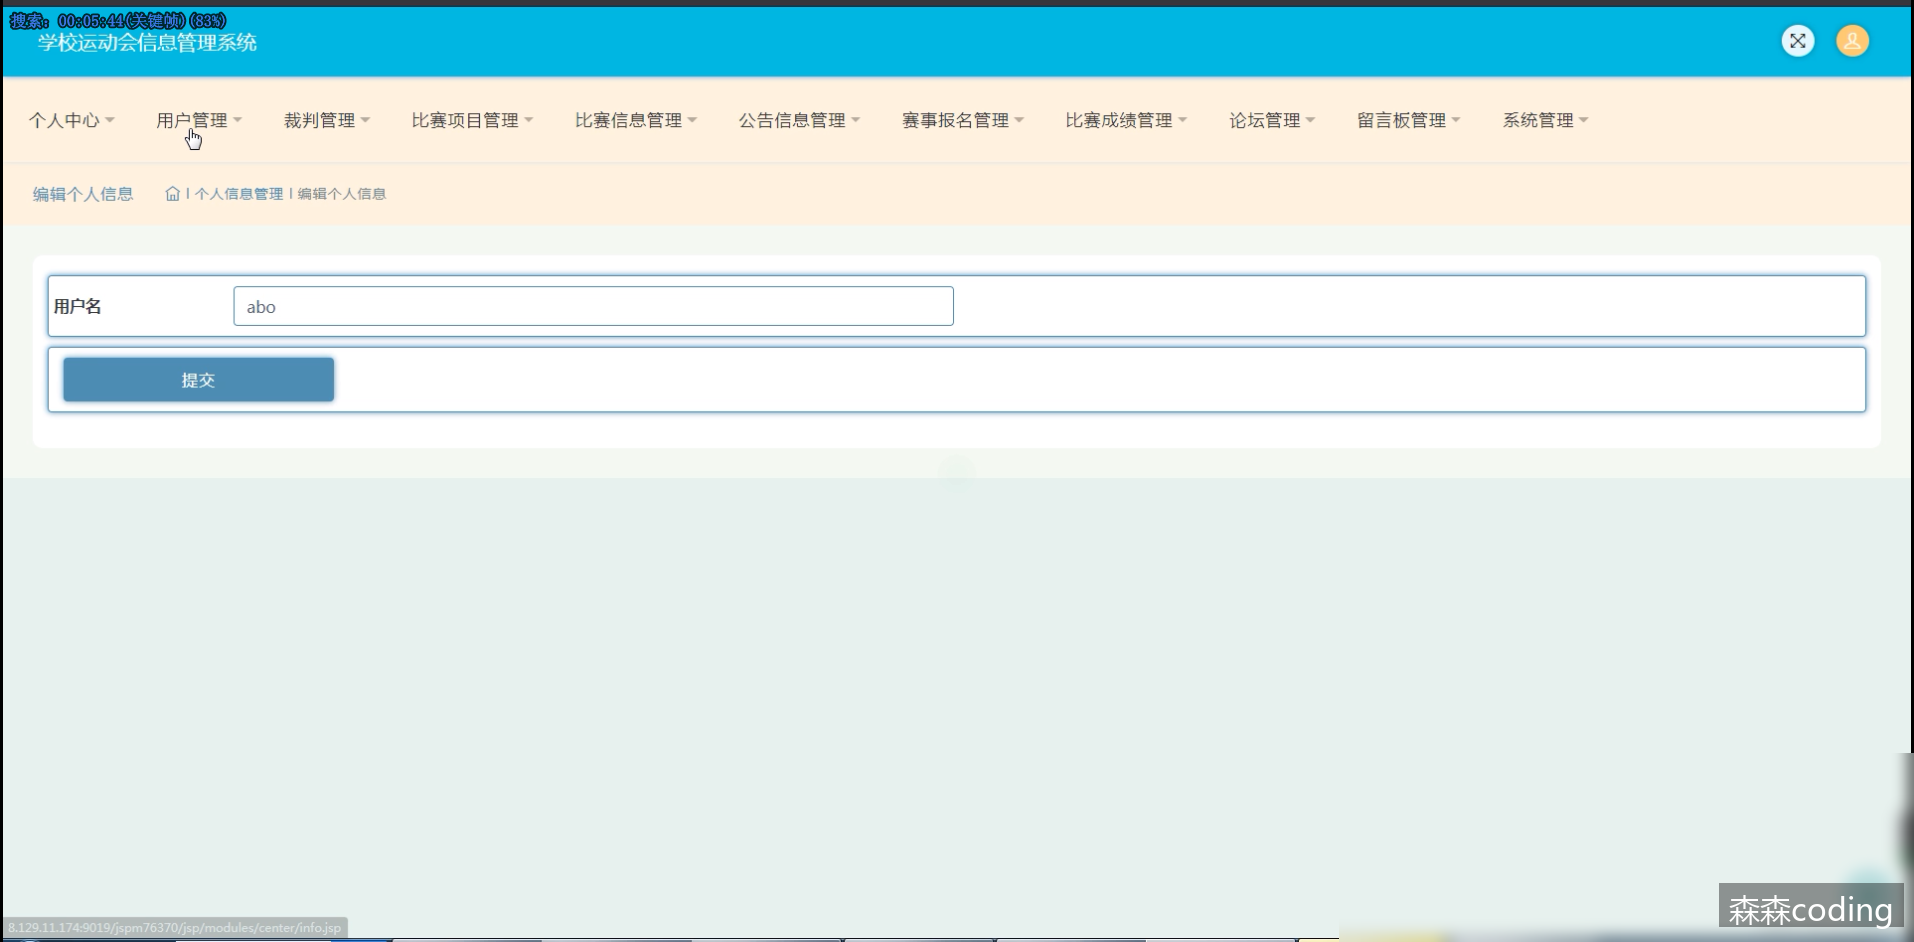 搜索: 00:05:44(关键帧)(83%)
学校运动会信息管理系统
个人中心 用户管理 裁判管理 比赛项目管理 比赛信息管理 公告信息管理 赛事报名管理 比赛成绩管理 论坛管理 留言板管理 系统管理
编辑个人信息 | 个人信息管理 | 编辑个人信息
用户名 abo
提交
森森coding
8.129.11.174:9019/jspm76370/jsp/modules/center/info.jsp